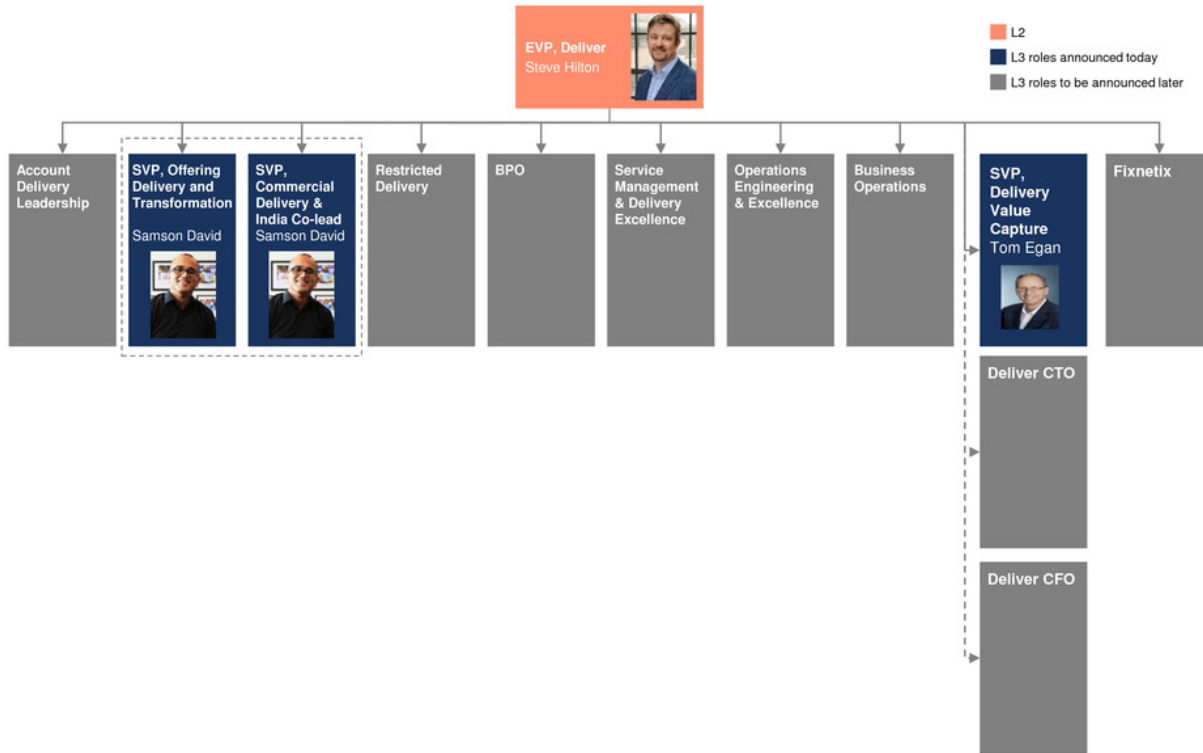 EVP, Deliver
Steve Hilton
L2
L3 roles announced today
L3 roles to be announced later
Account
Delivery
Leadership
SVP, Offering
Delivery and
Transformation
Samson David
SVP,
Commercial
Delivery &
India Co-lead
Samson David
Restricted
Delivery
BPO
Service
Management
& Delivery
Excellence
Operations
Engineering
& Excellence
Business
Operations
SVP,
Delivery
Value
Capture
Tom Egan
Fixnetix
Deliver CTO
Deliver CFO